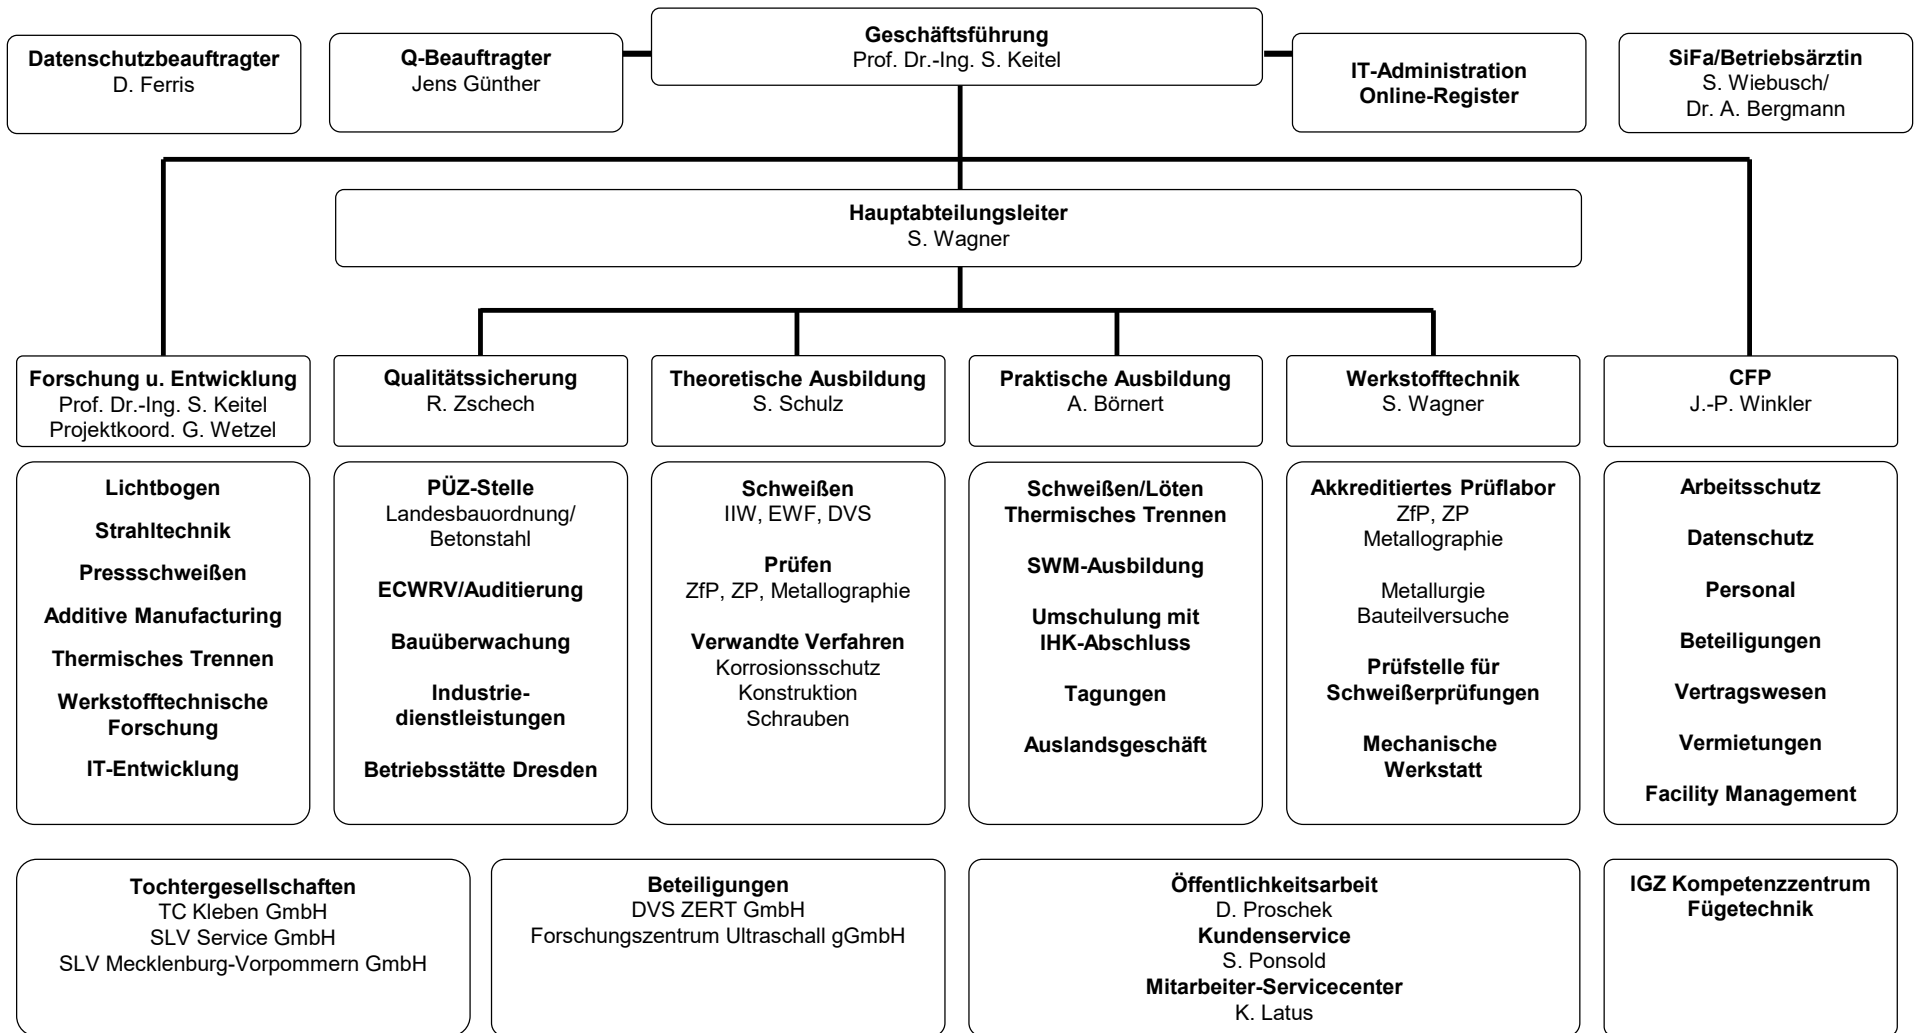 Geschäftsführung
Prof. Dr.-Ing. S. Keitel
Datenschutzbeauftragter
D. Ferris
Q-Beauftragter
Jens Günther
IT-Administration
Online-Register
SiFa/Betriebsärztin
S. Wiebusch/
Dr. A. Bergmann
Hauptabteilungsleiter
S. Wagner
Forschung u. Entwicklung
Prof. Dr.-Ing. S. Keitel
Projektkoord. G. Wetzel
Qualitätssicherung
R. Zschech
Theoretische Ausbildung
S. Schulz
Praktische Ausbildung
A. Börnert
Werkstofftechnik
S. Wagner
CFP
J.-P. Winkler
Lichtbogen
Strahltechnik
Pressschweißen
Additive Manufacturing
Thermisches Trennen
Werkstofftechnische
Forschung
IT-Entwicklung
PÜZ-Stelle
Landesbauordnung/
Betonstahl
ECWRV/Auditierung
Bauüberwachung
Industrie-
dienstleistungen
Betriebsstätte Dresden
Schweißen
IIW, EWF, DVS
Prüfen
ZfP, ZP, Metallographie
Verwandte Verfahren
Korrosionsschutz
Konstruktion
Schrauben
Schweißen/Löten
Thermisches Trennen
SWM-Ausbildung
Umschulung mit
IHK-Abschluss
Tagungen
Auslandsgeschäft
Akkreditiertes Prüflabor
ZfP, ZP
Metallographie
Metallurgie
Bauteilversuche
Prüfstelle für
Schweißerprüfungen
Mechanische
Werkstatt
Arbeitsschutz
Datenschutz
Personal
Beteiligungen
Vertragswesen
Vermietungen
Facility Management
Tochtergesellschaften
TC Kleben GmbH
SLV Service GmbH
SLV Mecklenburg-Vorpommern GmbH
Beteiligungen
DVS ZERT GmbH
Forschungszentrum Ultraschall gGmbH
Öffentlichkeitsarbeit
D. Proschek
Kundenservice
S. Ponsold
Mitarbeiter-Servicecenter
K. Latus
IGZ Kompetenzzentrum
Fügetechnik